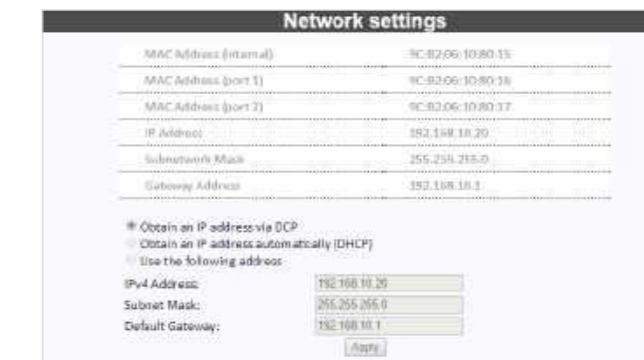 Network settings
MAC Address (internal) 9C-B2-06-10-80-15
MAC Address (port 1) 9C-B2-06-10-80-16
MAC Address (port 2) 9C-B2-06-10-80-17
IP Address 192.168.10.20
Subnetwork Mask 255.255.255.0
Gateway Address 192.168.10.1
Obtain an IP address via DCP
Obtain an IP address automatically (DHCP)
Use the following address
IPv4 Address: 192.168.10.20
Subnet Mask: 255.255.255.0
Default Gateway: 192.168.10.1
Apply